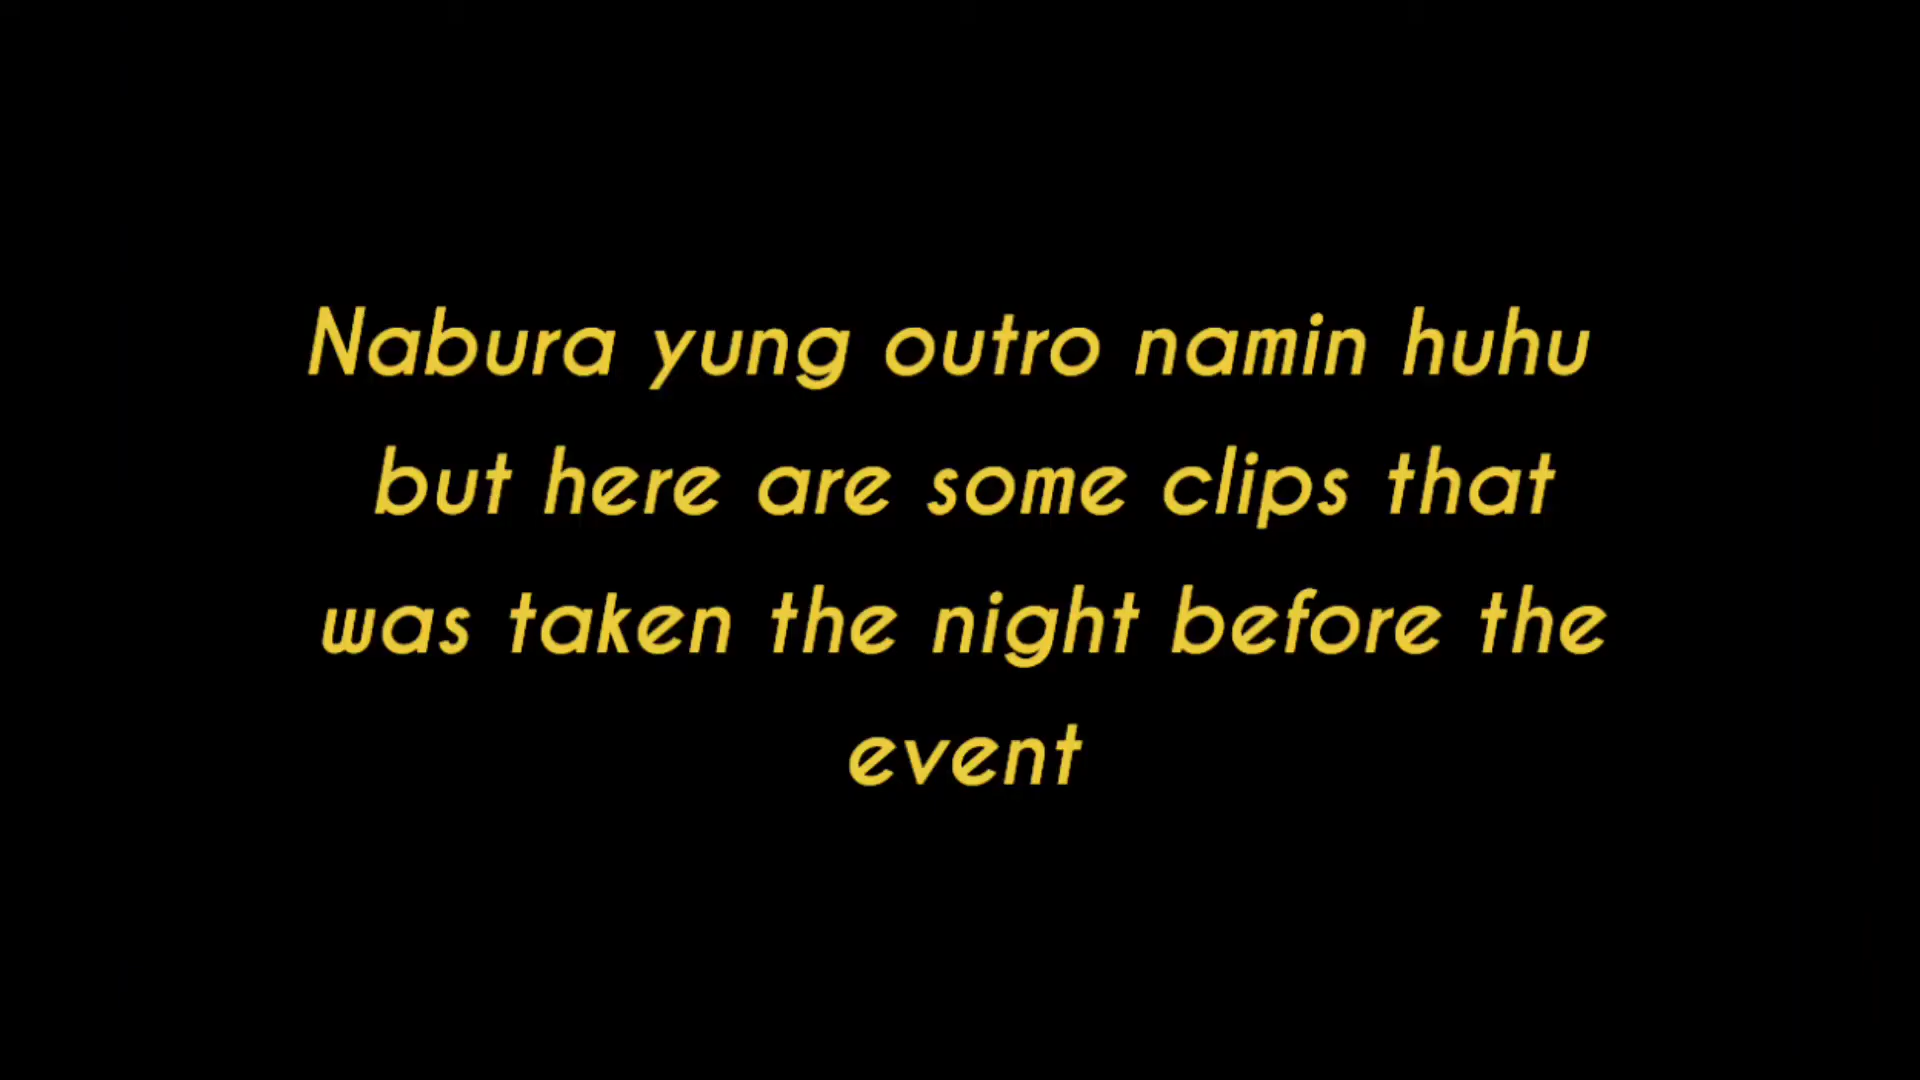 Nabura yung outro namin huhu
but here are some clips that
was taken the night before the
event